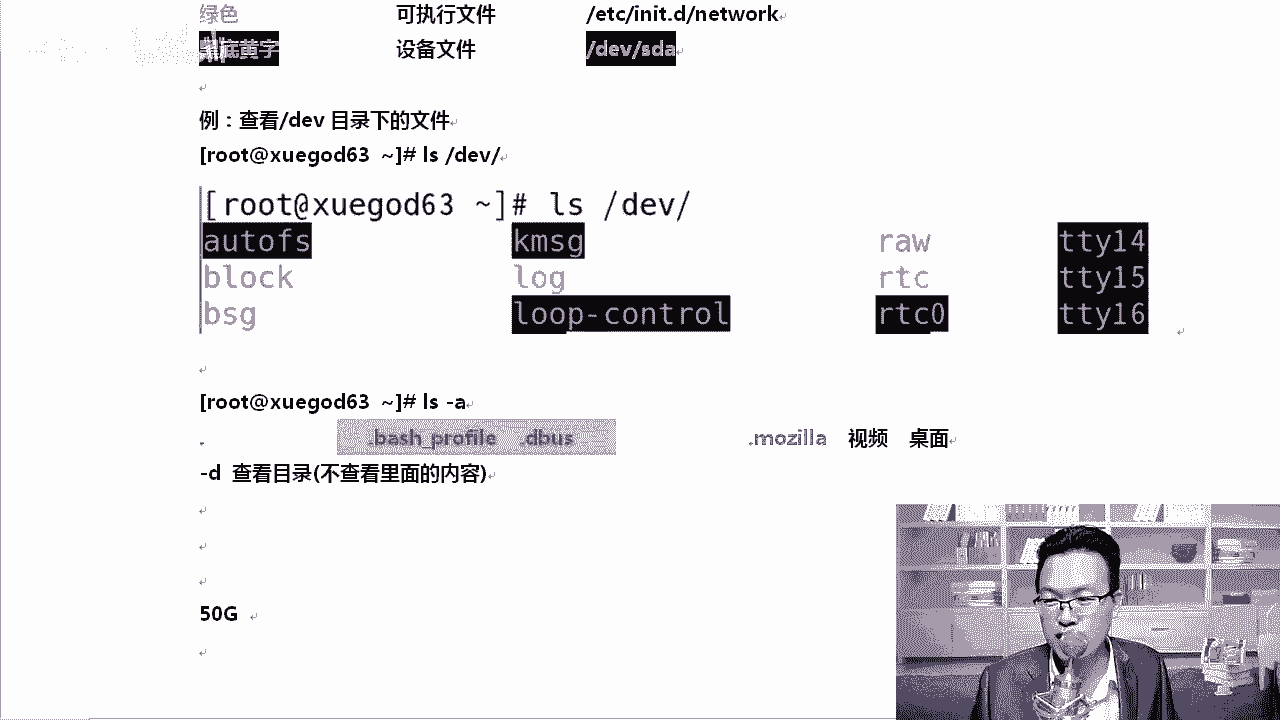 绿色 可执行文件 /etc/init.d/network
底黄字 设备文件 /dev/sda
例：查看/dev 目录下的文件
[root@xuegod63 ~]# ls /dev/
[root@xuegod63 ~]# ls /dev/
autofs kmsg raw tty14
block log rtc tty15
bsg loop-control rtc0 tty16
[root@xuegod63 ~]# ls -a
. .bash_profile .dbus .mozilla 视频 桌面
-d 查看目录(不查看里面的内容)
50G